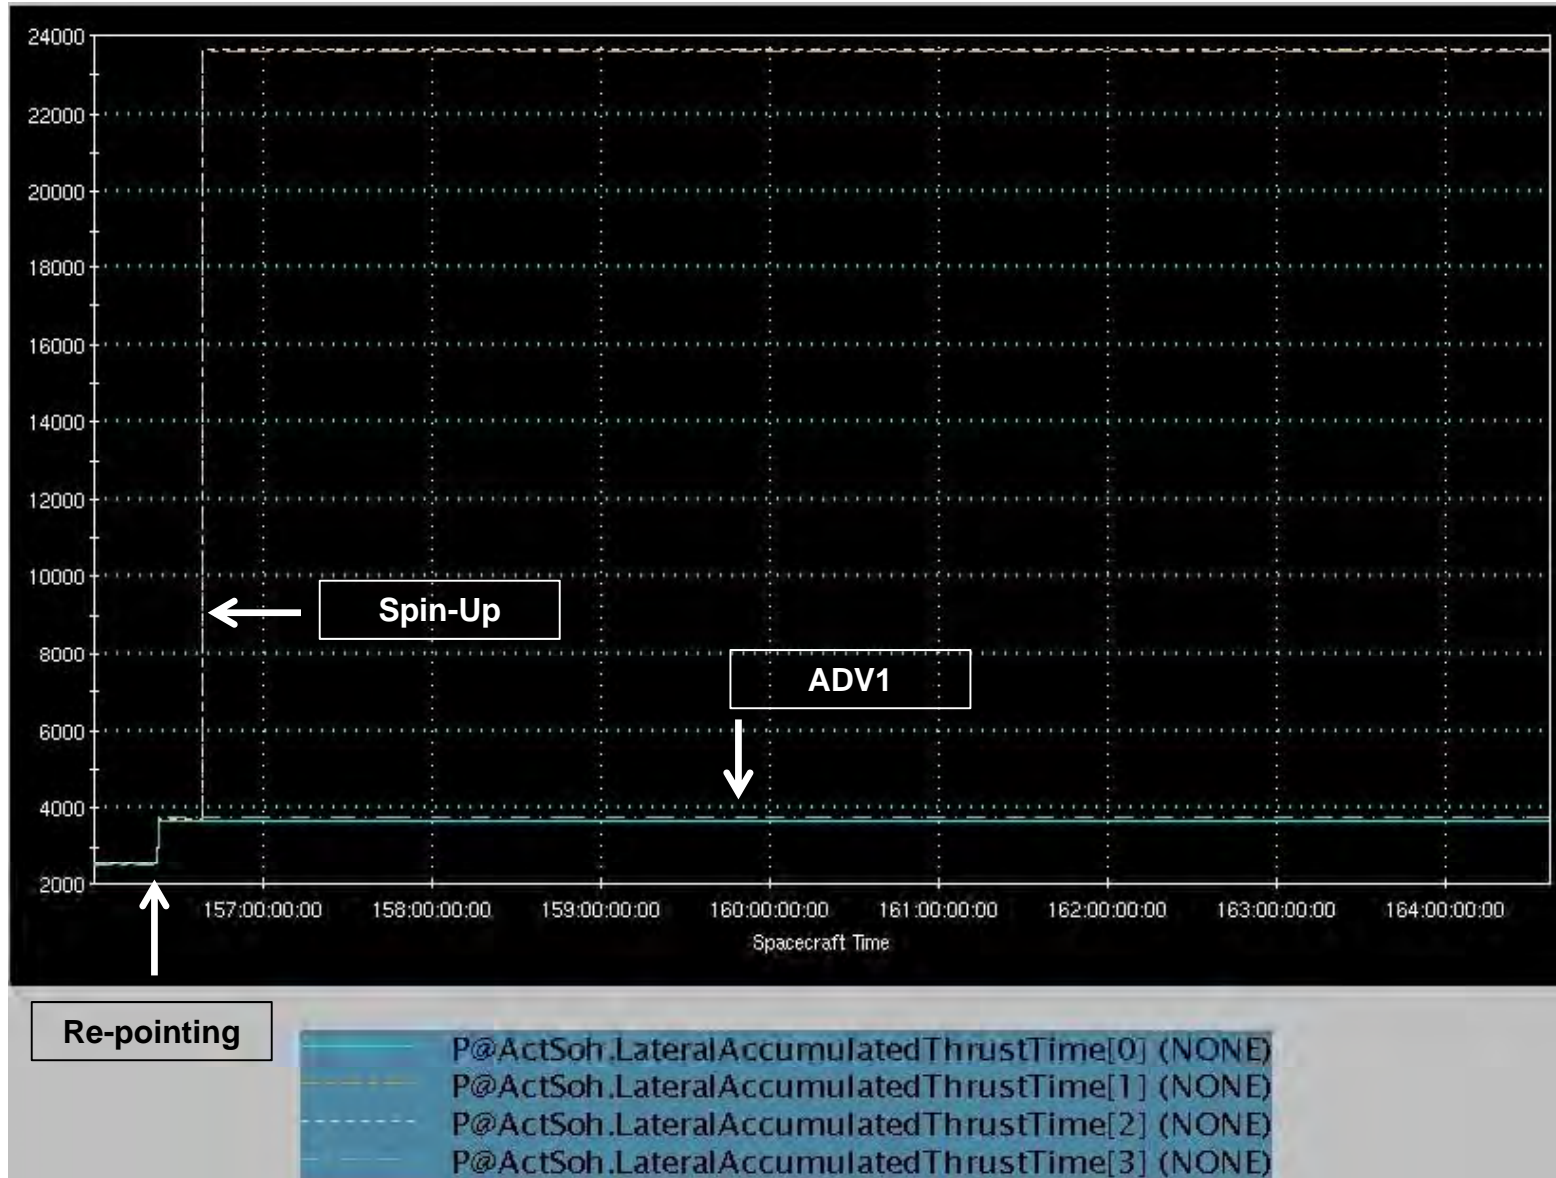 24000
22000
20000
18000
16000
14000
12000
10000
Spin-Up
8000
ADV1
6000
4000
2000
157:00:00:00 158:00:00:00 159:00:00:00 160:00:00:00 161:00:00:00 162:00:00:00 163:00:00:00 164:00:00:00
Spacecraft Time
Re-pointing
P@ActSoh.LateralAccumulatedThrustTime[0] (NONE)
P@ActSoh.LateralAccumulatedThrustTime[1] (NONE)
P@ActSoh.LateralAccumulatedThrustTime[2] (NONE)
P@ActSoh.LateralAccumulatedThrustTime[3] (NONE)